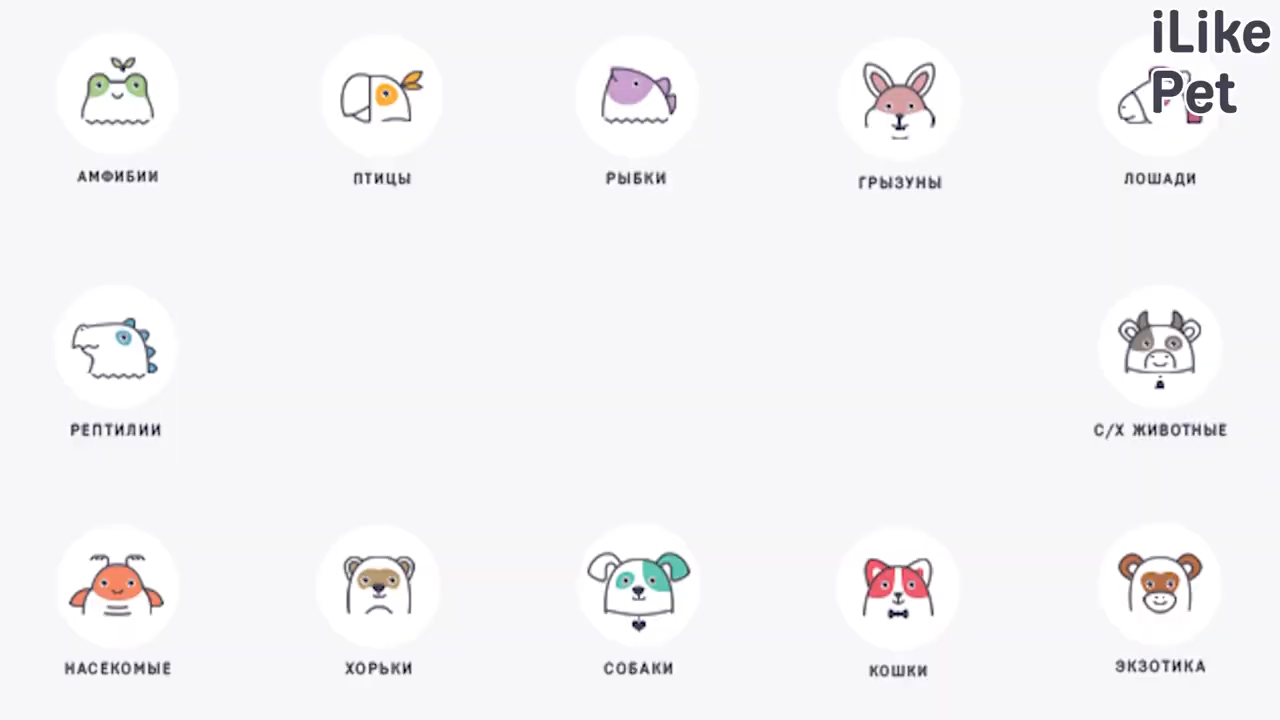 iLike
Pet
АМФИБИИ
ПТИЦЫ
РЫБКИ
ГРЫЗУНЫ
ЛОШАДИ
РЕПТИЛИИ
С/Х ЖИВОТНЫЕ
НАСЕКОМЫЕ
ХОРЬКИ
СОБАКИ
КОШКИ
ЭКЗОТИКА